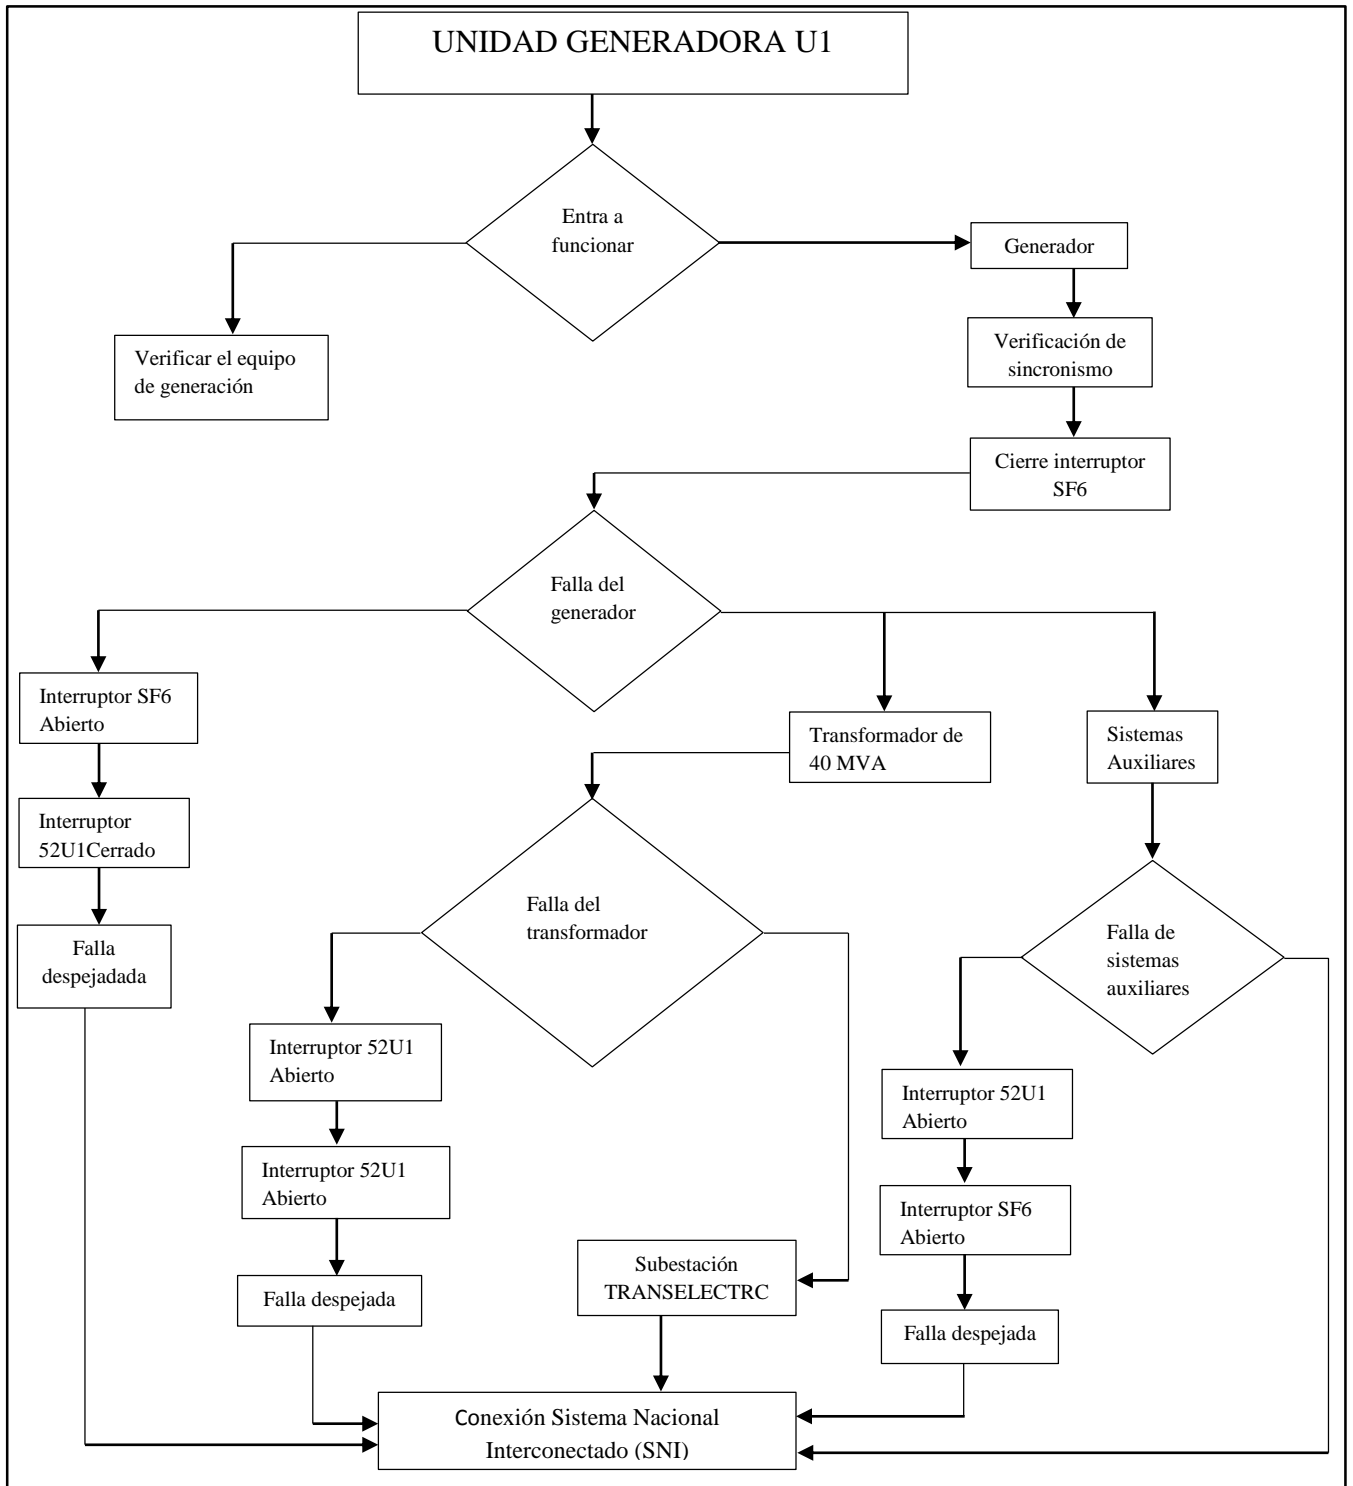 UNIDAD GENERADORA U1
Entra a
funcionar
Generador
Verificar el equipo
de generación
Verificación de
sincronismo
Cierre interruptor
SF6
Falla del
generador
Interruptor SF6
Abierto
Transformador de
40 MVA
Sistemas
Auxiliares
Interruptor
52U1Cerrado
Falla del
transformador
Falla de
sistemas
auxiliares
Falla
despejadada
Interruptor 52U1
Abierto
Interruptor 52U1
Abierto
Interruptor 52U1
Abierto
Interruptor SF6
Abierto
Subestación
TRANSELECTRC
Falla despejada
Falla despejada
Conexión Sistema Nacional
Interconectado (SNI)